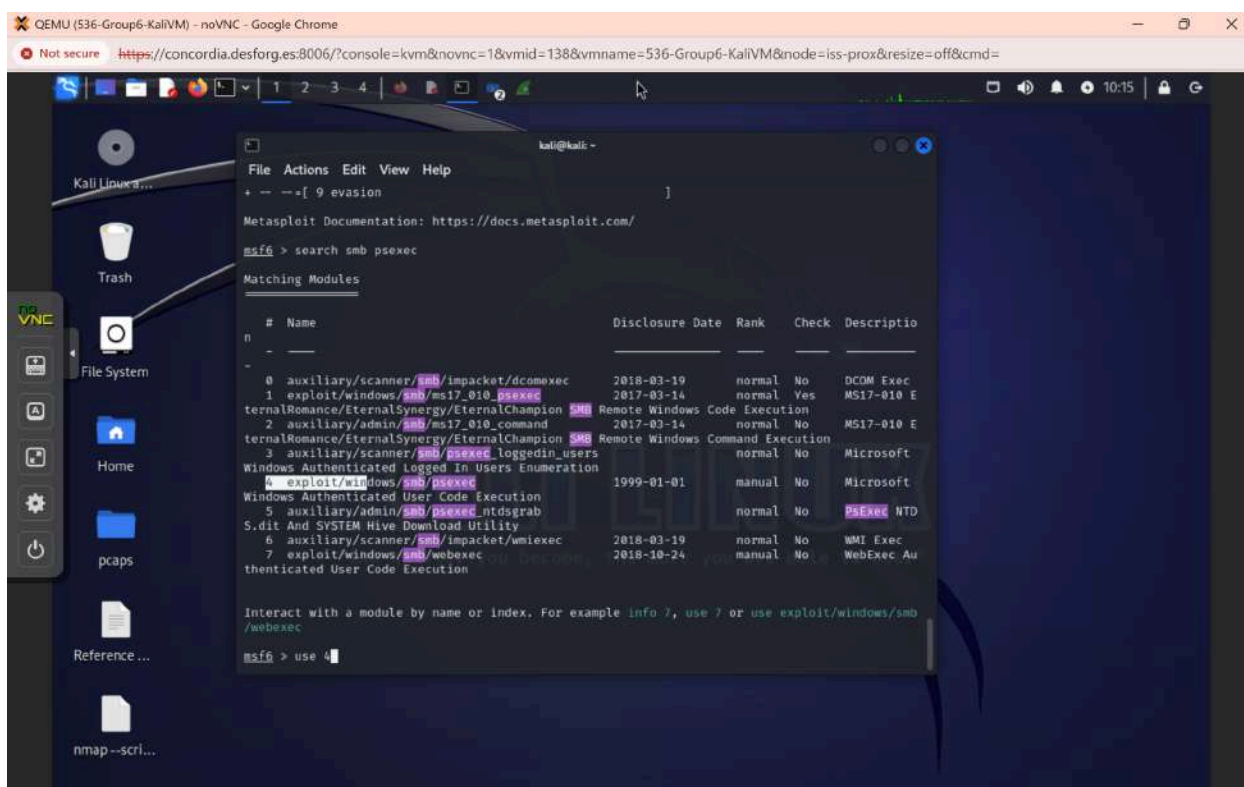 QEMU (536-Group6-KaliVM) - noVNC - Google Chrome
Not secure https://concordia.desforg.es:8006/?console=kvm&novnc=1&vmid=138&vmname=536-Group6-KaliVM&node=iss-prox&resize=off&cmd=
1 2 3 4 10:15
kali@kali: ~
File Actions Edit View Help
+ -- --=[ 9 evasion ]
Metasploit Documentation: https://docs.metasploit.com/
msf6 > search smb psexec
Matching Modules
# Name Disclosure Date Rank Check Descriptio
n
- -
0 auxiliary/scanner/smb/impacket/dcomexec 2018-03-19 normal No DCOM Exec
1 exploit/windows/smb/ms17_010_psexec 2017-03-14 normal Yes MS17-010 E
ternalRomance/EternalSynergy/EternalChampion SMB Remote Windows Code Execution
2 auxiliary/admin/smb/ms17_010_command 2017-03-14 normal No MS17-010 E
ternalRomance/EternalSynergy/EternalChampion SMB Remote Windows Command Execution
3 auxiliary/scanner/smb/psexec_loggedin_users normal No Microsoft
Windows Authenticated Logged In Users Enumeration
4 exploit/windows/smb/psexec 1999-01-01 manual No Microsoft
Windows Authenticated User Code Execution
5 auxiliary/admin/smb/psexec_ntdsgrab normal No PsExec NTD
S.dit And SYSTEM Hive Download Utility
6 auxiliary/scanner/smb/impacket/wmiexec 2018-03-19 normal No WMI Exec
7 exploit/windows/smb/webexec 2018-10-24 manual No WebExec Au
thenticated User Code Execution
Interact with a module by name or index. For example info 7, use 7 or use exploit/windows/smb
/webexec
msf6 > use 4
Kali Linux a...
Trash
File System
Home
pcaps
Reference ...
nmap --scri...
VNC
A